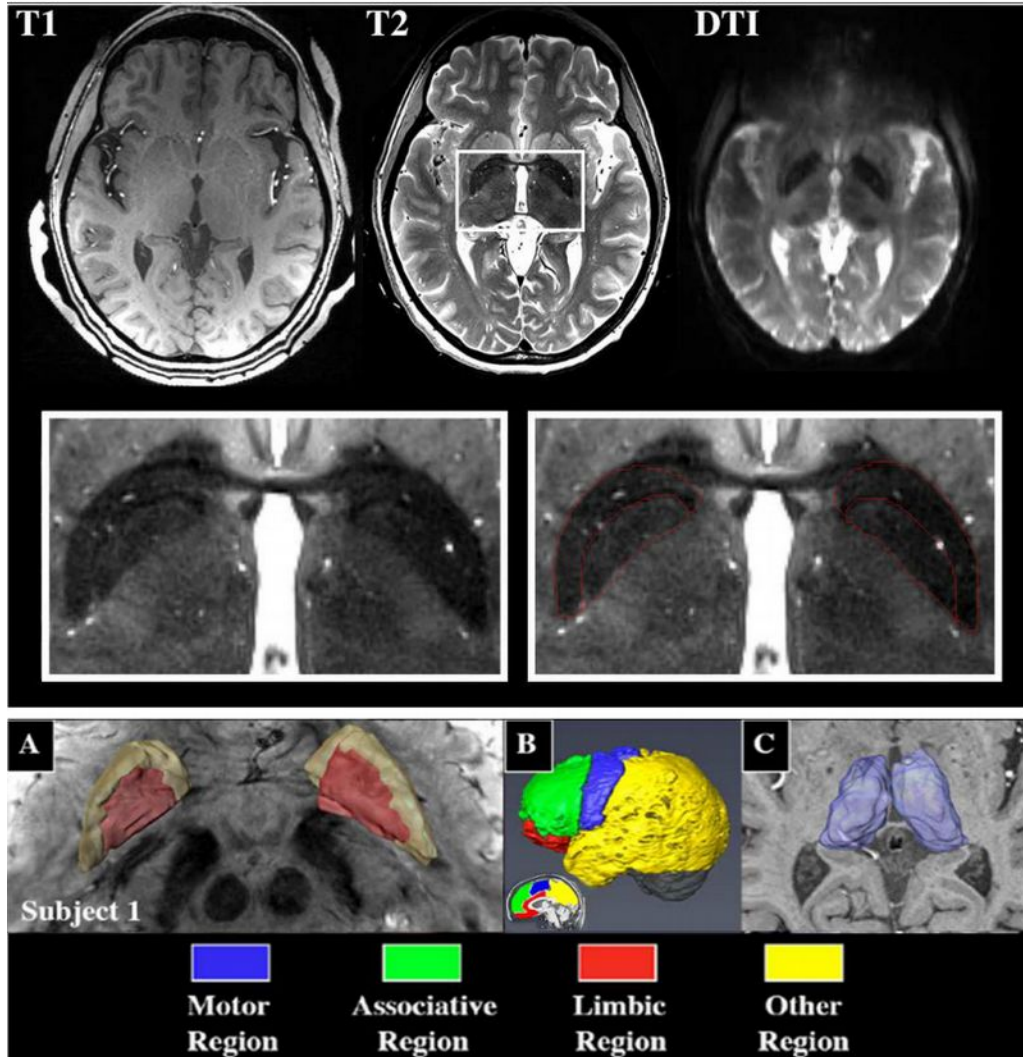 T1
T2
DTI
A
B
C
Subject 1
Motor Region
Associative Region
Limbic Region
Other Region